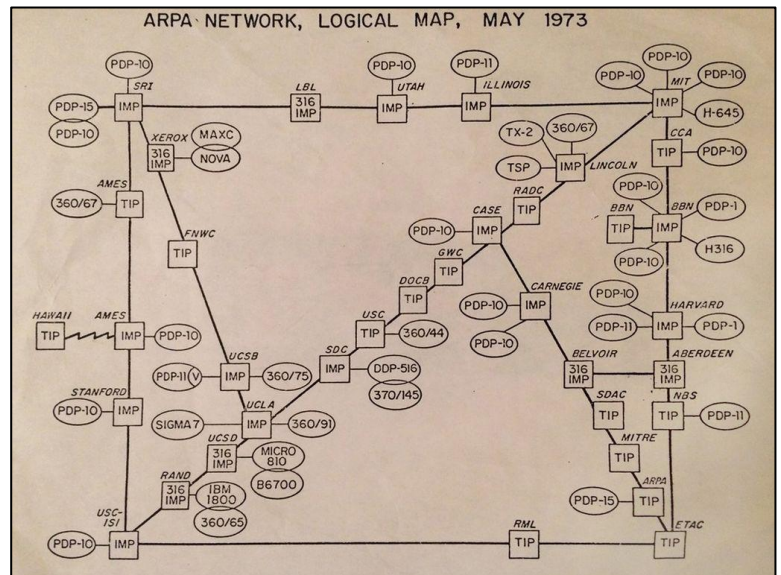 ARPA NETWORK, LOGICAL MAP, MAY 1973
PDP-10
SRI
PDP-15
IMP
PDP-10
LBL
316
IMP
PDP-10
UTAH
IMP
PDP-11
ILLINOIS
IMP
PDP-10
PDP-10
MIT
PDP-10
IMP
H-645
XEROX
316
IMP
MAXC
NOVA
TX-2
360/67
TSP
IMP
LINCOLN
CCA
TIP
PDP-10
AMES
360/67
TIP
RADC
TIP
PDP-10
BBN
TIP
BBN
IMP
PDP-1
H316
PDP-10
CASE
PDP-10
IMP
FNWC
TIP
GWC
TIP
DOCB
TIP
CARNEGIE
PDP-10
IMP
PDP-10
PDP-10
HARVARD
PDP-11
IMP
PDP-1
HAWAII
TIP
AMES
IMP
PDP-10
USC
TIP
360/44
UCSB
PDP-11 V
IMP
360/75
SDC
IMP
DDP-516
370/145
BELVOIR
316
IMP
ABERDEEN
316
IMP
STANFORD
PDP-10
IMP
UCLA
SIGMA7
IMP
360/91
SDAC
TIP
NBS
TIP
PDP-11
UCSD
316
IMP
MICRO
810
B6700
MITRE
TIP
RAND
316
IMP
IBM
1800
360/65
ARPA
PDP-15
TIP
USC-
ISI
PDP-10
IMP
RML
TIP
ETAC
TIP